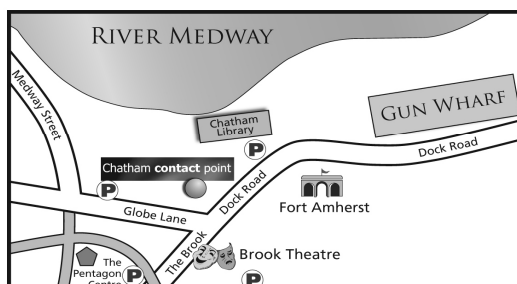 RIVER MEDWAY
Medway Street
Chatham
Library
GUN WHARF
P
Dock Road
Chatham contact point
P
Dock Road
Fort Amherst
Globe Lane
The Brook
Brook Theatre
The
Pentagon
Centre
P
P